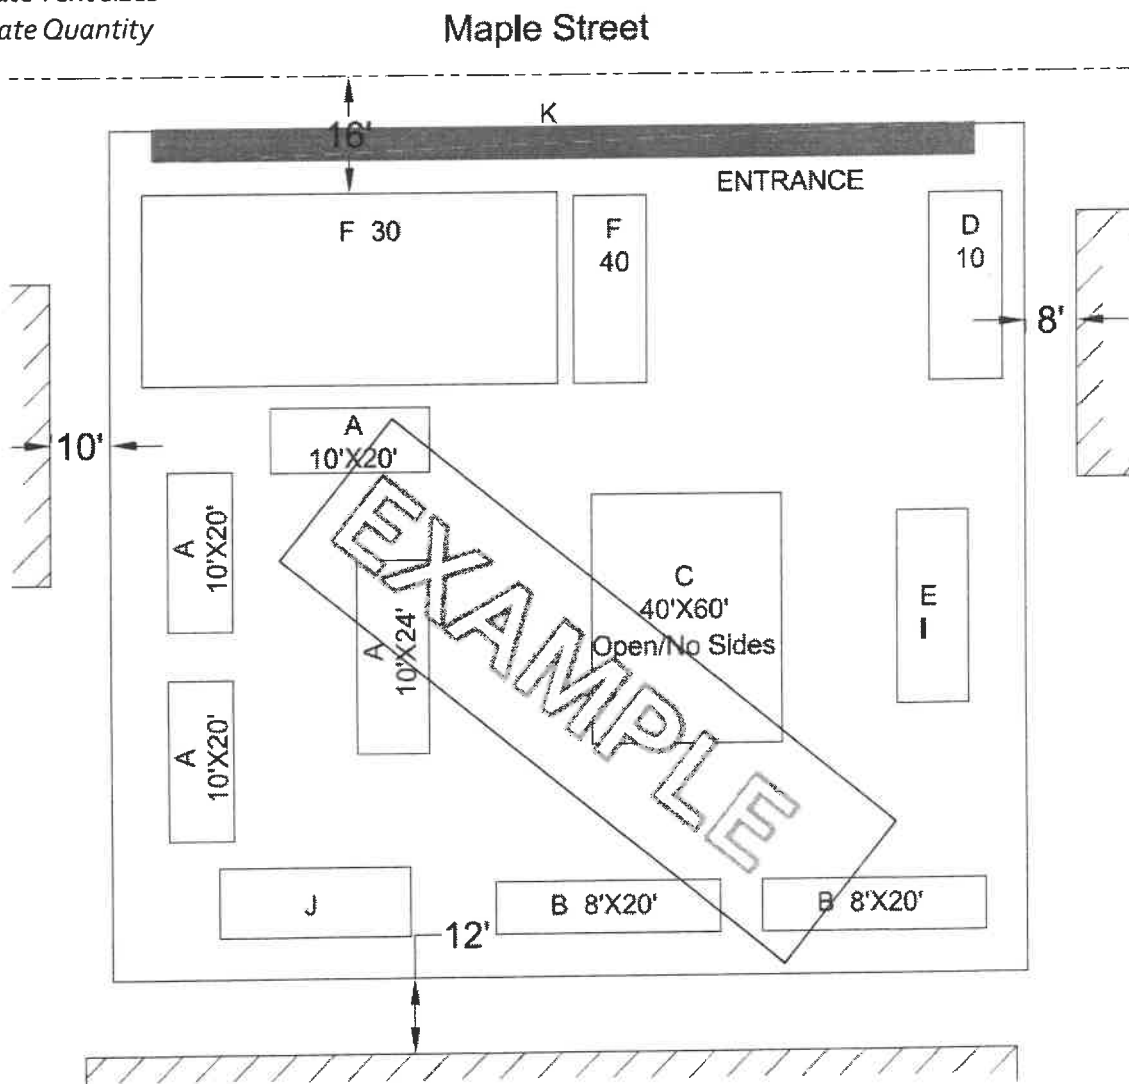 ate Quantity
Maple Street
K
16'
ENTRANCE
F 30
F
40
D
10
8'
10'
A
10'X20'
A
10'X20'
A
10'X24'
A
10'X20'
C
40'X60'
Open/No Sides
E
I
EXAMPLE
J
B 8'X20'
B 8'X20'
12'